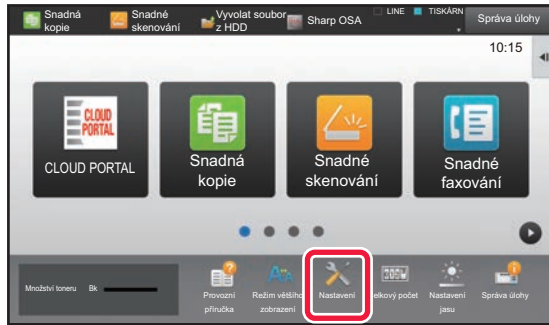 Snadná kopie
Snadné skenování
Vyvolat soubor z HDD
Sharp OSA
LINE
TISKÁRN
Správa úlohy
10:15
CLOUD PORTAL
CLOUD PORTAL
Snadná kopie
Snadné skenování
Snadné faxování
Množství toneru Bk
Provozní příručka
Režim většího zobrazení
Nastavení
elkový počet
Nastavení jasu
Správa úlohy